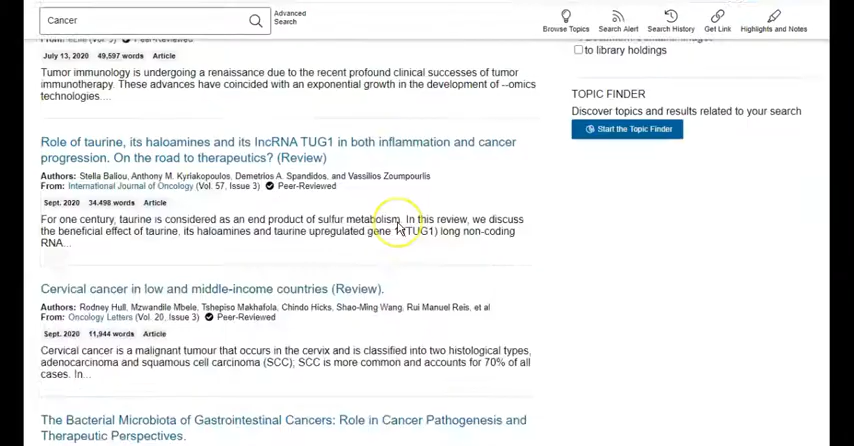 Cancer
Advanced
Search
Browse Topics
Search Alert
Search History
Get Link
Highlights and Notes
Peer-Reviewed
July 13, 2020 49,597 words Article
Tumor immunology is undergoing a renaissance due to the recent profound clinical successes of tumor
immunotherapy. These advances have coincided with an exponential growth in the development of --omics
technologies....
to library holdings
TOPIC FINDER
Discover topics and results related to your search
Start the Topic Finder
Role of taurine, its haloamines and its lncRNA TUG1 in both inflammation and cancer
progression. On the road to therapeutics? (Review)
Authors: Stella Baliou, Anthony M. Kyriakopoulos, Demetrios A. Spandidos, and Vassilios Zoumpourlis
From: International Journal of Oncology (Vol. 57, Issue 3) Peer-Reviewed
Sept. 2020 34,498 words Article
For one century, taurine is considered as an end product of sulfur metabolism. In this review, we discuss
the beneficial effect of taurine, its haloamines and taurine upregulated gene 1 (TUG1) long non-coding
RNA...
Cervical cancer in low and middle-income countries (Review).
Authors: Rodney Hull, Mzwandile Mbele, Tshepiso Makhafola, Chindo Hicks, Shao-Ming Wang, Rui Manuel Reis, et al
From: Oncology Letters (Vol. 20, Issue 3) Peer-Reviewed
Sept. 2020 11,944 words Article
Cervical cancer is a malignant tumour that occurs in the cervix and is classified into two histological types,
adenocarcinoma and squamous cell carcinoma (SCC); SCC is more common and accounts for 70% of all
cases. In...
The Bacterial Microbiota of Gastrointestinal Cancers: Role in Cancer Pathogenesis and
Therapeutic Perspectives.